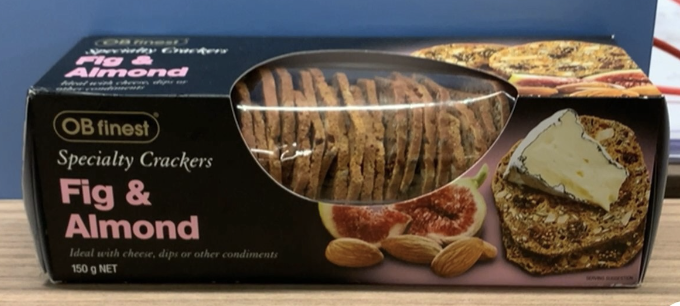 OB finest
Specialty Crackers
Fig &
Almond
Ideal with cheese, dips or
other condiments
OB finest
Specialty Crackers
Fig &
Almond
Ideal with cheese, dips or other condiments
150 g NET